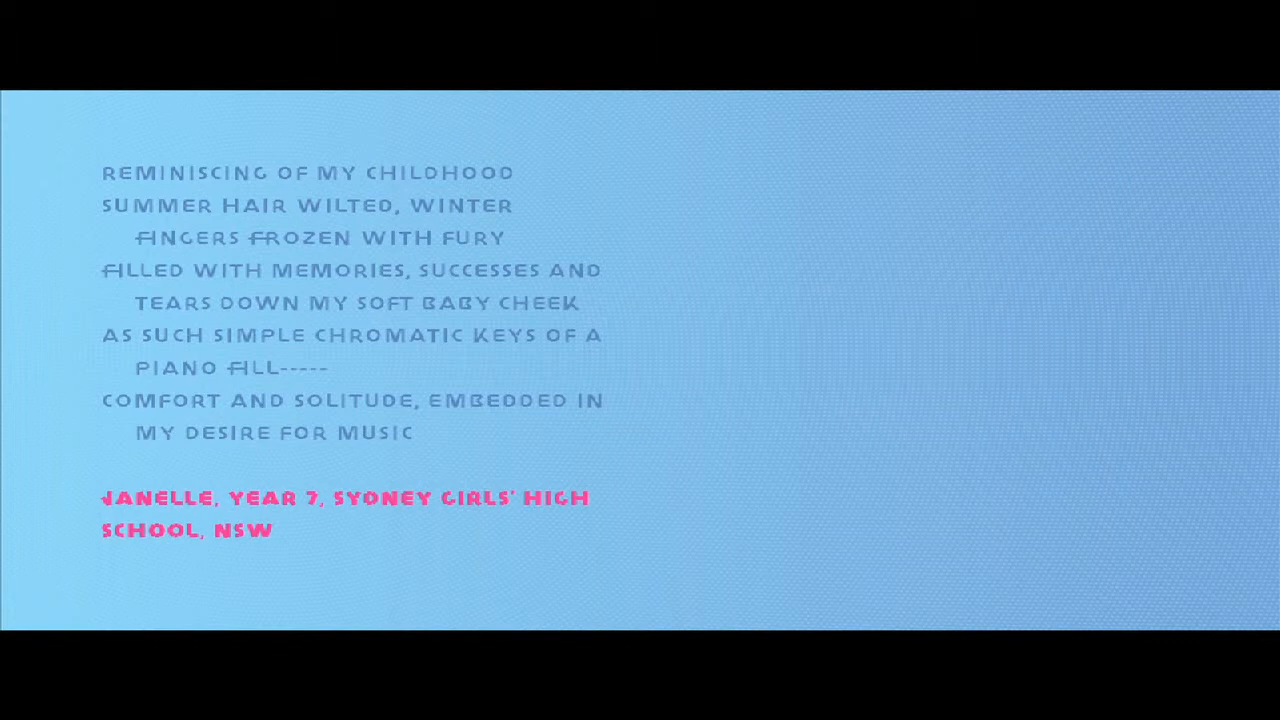 REMINISCING OF MY CHILDHOOD
SUMMER HAIR WILTED, WINTER
FINGERS FROZEN WITH FURY
FILLED WITH MEMORIES, SUCCESSES AND
TEARS DOWN MY SOFT BABY CHEEK
AS SUCH SIMPLE CHROMATIC KEYS OF A
PIANO FILL-----
COMFORT AND SOLITUDE, EMBEDDED IN
MY DESIRE FOR MUSIC
JANELLE, YEAR 7, SYDNEY GIRLS' HIGH
SCHOOL, NSW